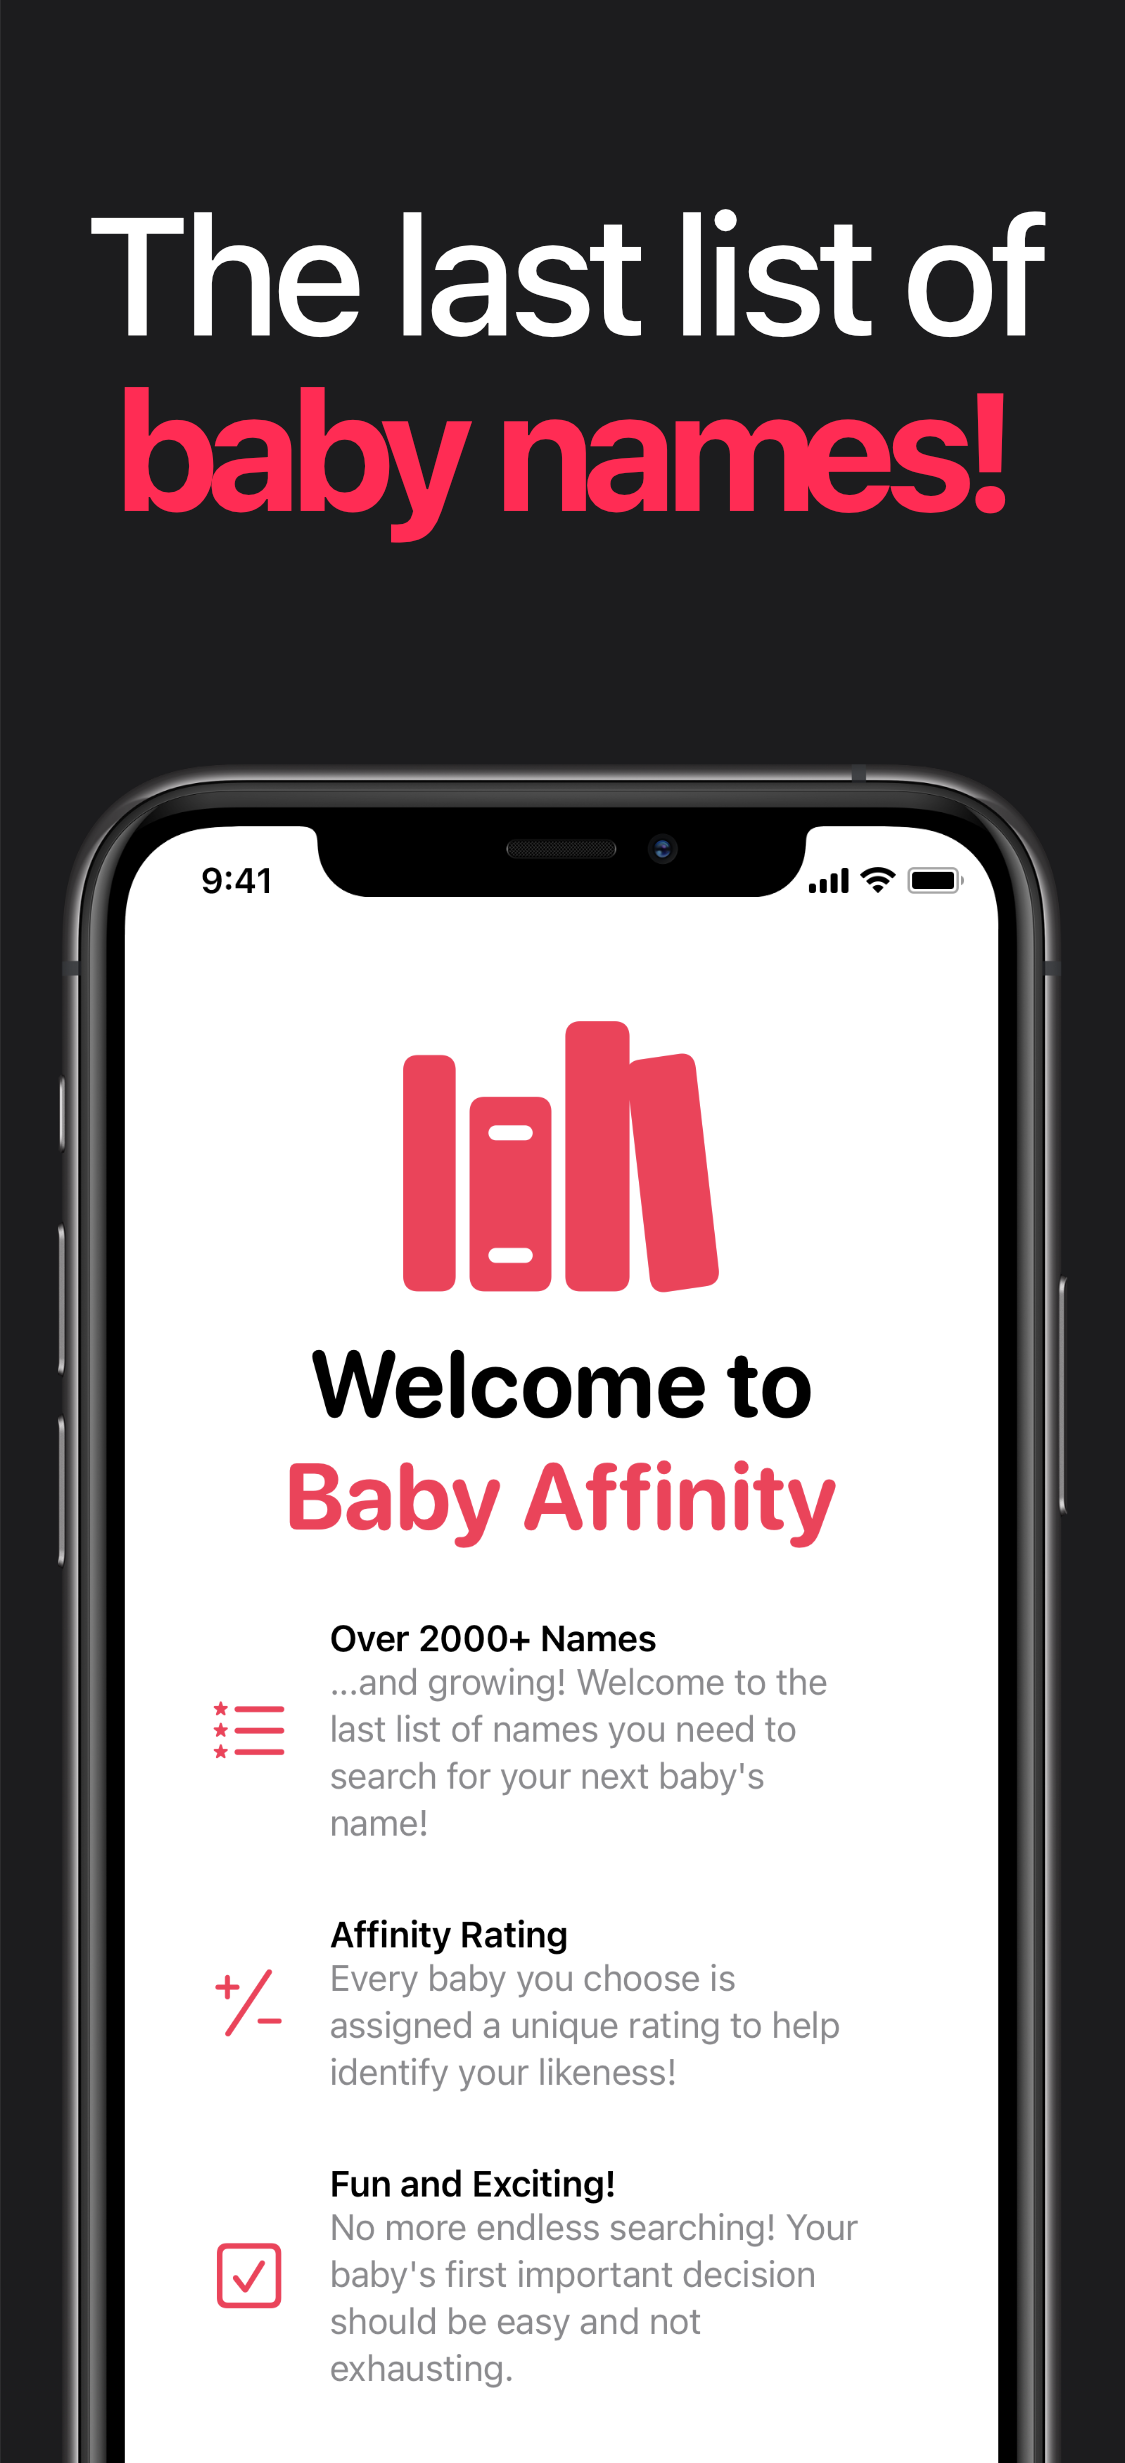 The last list of
baby names!
9:41
Welcome to
Baby Affinity
Over 2000+ Names
...and growing! Welcome to the
last list of names you need to
search for your next baby's
name!
Affinity Rating
Every baby you choose is
assigned a unique rating to help
identify your likeness!
Fun and Exciting!
No more endless searching! Your
baby's first important decision
should be easy and not
exhausting.